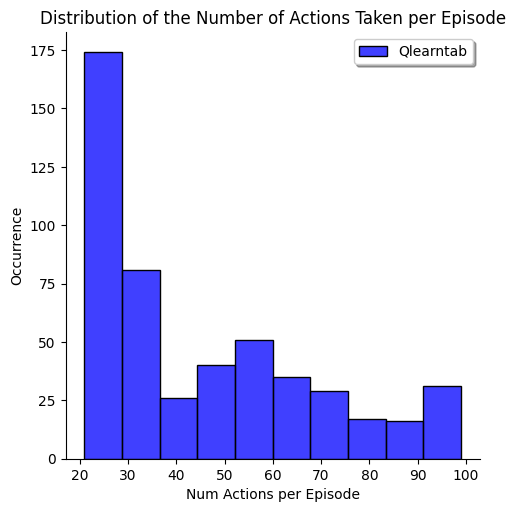 Distribution of the Number of Actions Taken per Episode
Qlearntab
175
150
125
100
75
50
25
0
Occurrence
20 30 40 50 60 70 80 90 100
Num Actions per Episode